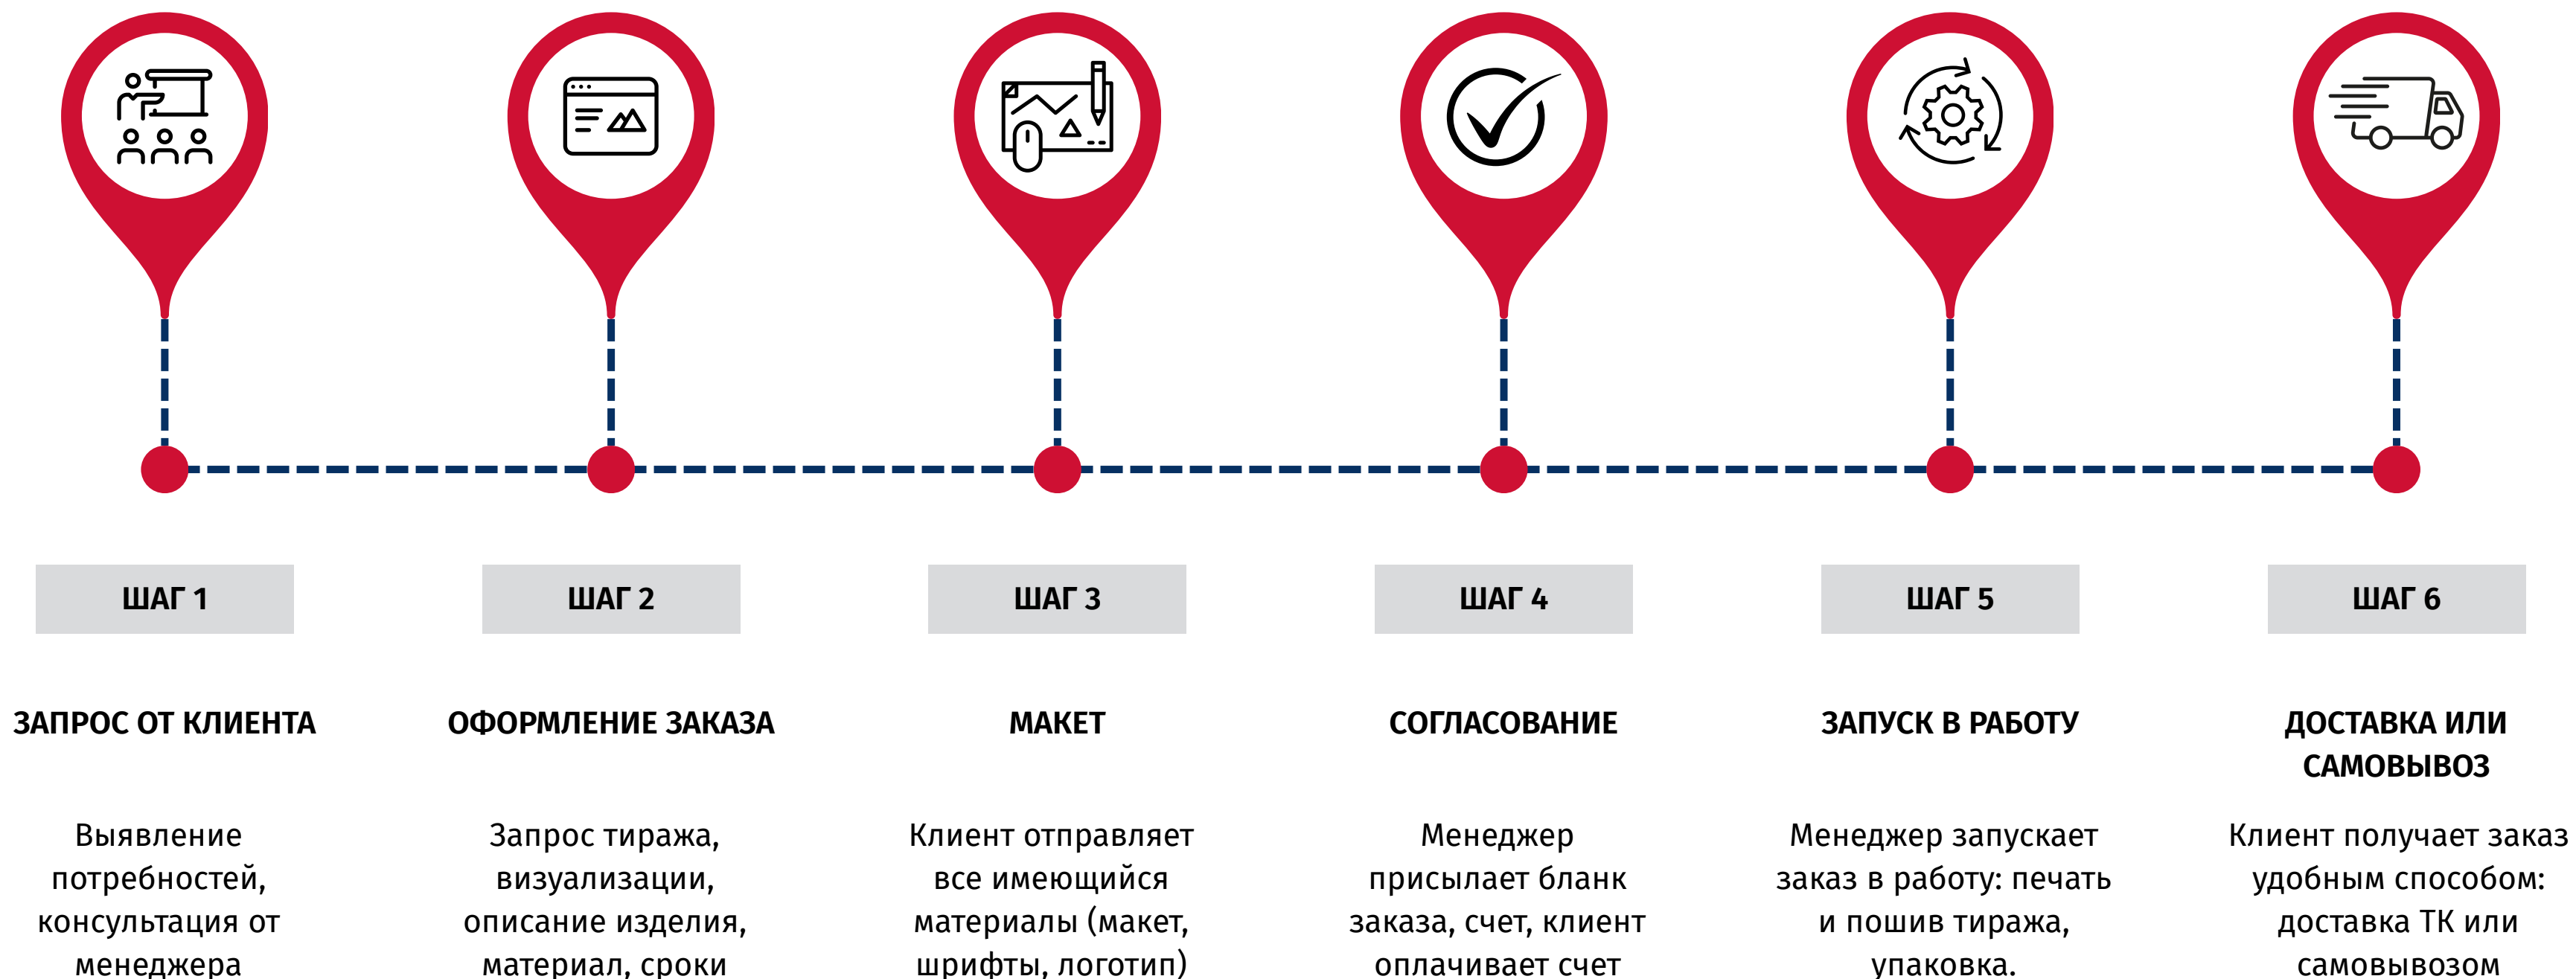 ШАГ 1
ШАГ 2
ШАГ 3
ШАГ 4
ШАГ 5
ШАГ 6
ЗАПРОС ОТ КЛИЕНТА
ОФОРМЛЕНИЕ ЗАКАЗА
МАКЕТ
СОГЛАСОВАНИЕ
ЗАПУСК В РАБОТУ
ДОСТАВКА ИЛИ
САМОВЫВОЗ
Выявление
потребностей,
консультация от
менеджера
Запрос тиража,
визуализации,
описание изделия,
материал, сроки
Клиент отправляет
все имеющийся
материалы (макет,
шрифты, логотип)
Менеджер
присылает бланк
заказа, счет, клиент
оплачивает счет
Менеджер запускает
заказ в работу: печать
и пошив тиража,
упаковка.
Клиент получает заказ
удобным способом:
доставка ТК или
самовывозом